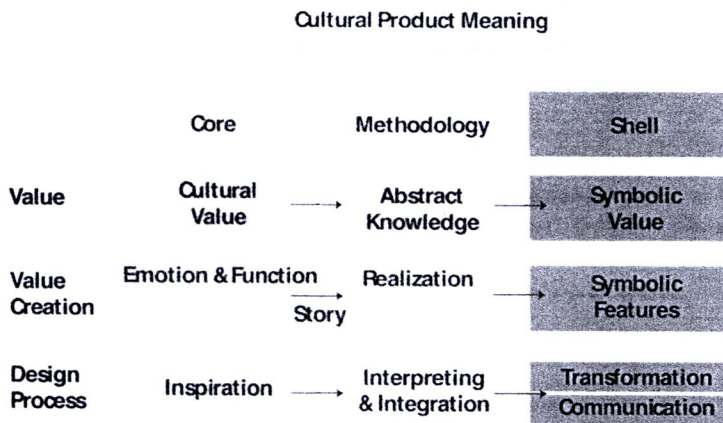 Cultural Product Meaning
Core Methodology Shell
Value Cultural Value Abstract Knowledge Symbolic Value
Value Creation Emotion & Function Story Realization Symbolic Features
Design Process Inspiration Interpreting & Integration Transformation Communication